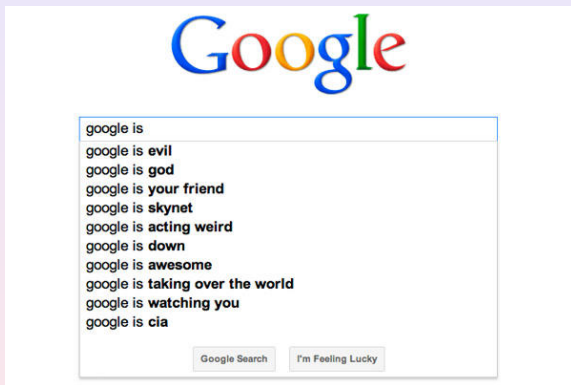 Google
google is
google is evil
google is god
google is your friend
google is skynet
google is acting weird
google is down
google is awesome
google is taking over the world
google is watching you
google is cia
Google Search I'm Feeling Lucky